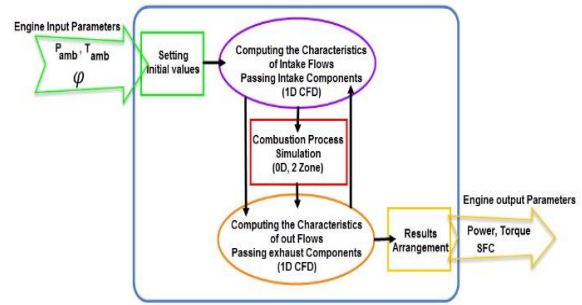 Engine Input Parameters
P_amb, T_amb
φ
Setting
Initial values
Computing the Characteristics
of Intake Flows
Passing Intake Components
(1D CFD)
Combustion Process
Simulation
(0D, 2 Zone)
Computing the Characteristics
of out Flows
Passing exhaust Components
(1D CFD)
Results
Arrangement
Engine output Parameters
Power, Torque
SFC